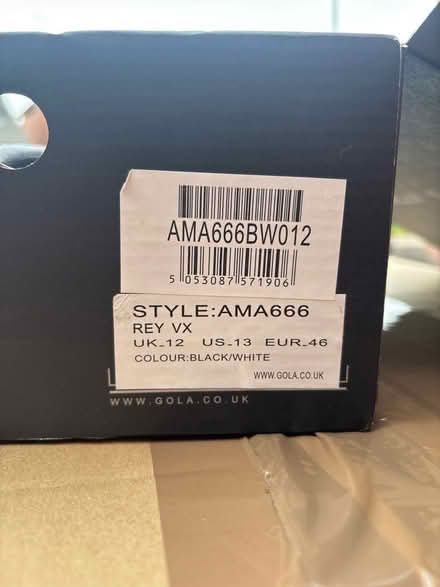 AMA666BW012
5 053087 571906
STYLE:AMA666
REY VX
UK.12 US.13 EUR.46
COLOUR:BLACK/WHITE
WWW.GOLA.CO.UK
WWW.GOLA.CO.UK